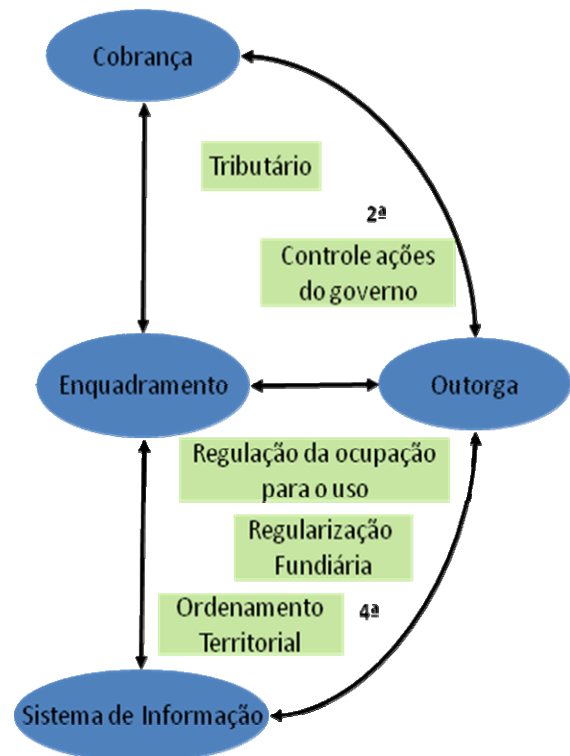 Cobrança
Tributário
2ª
Controle ações
do governo
Enquadramento
Outorga
Regulação da ocupação
para o uso
Regularização
Fundiária
Ordenamento
Territorial
4ª
Sistema de Informação